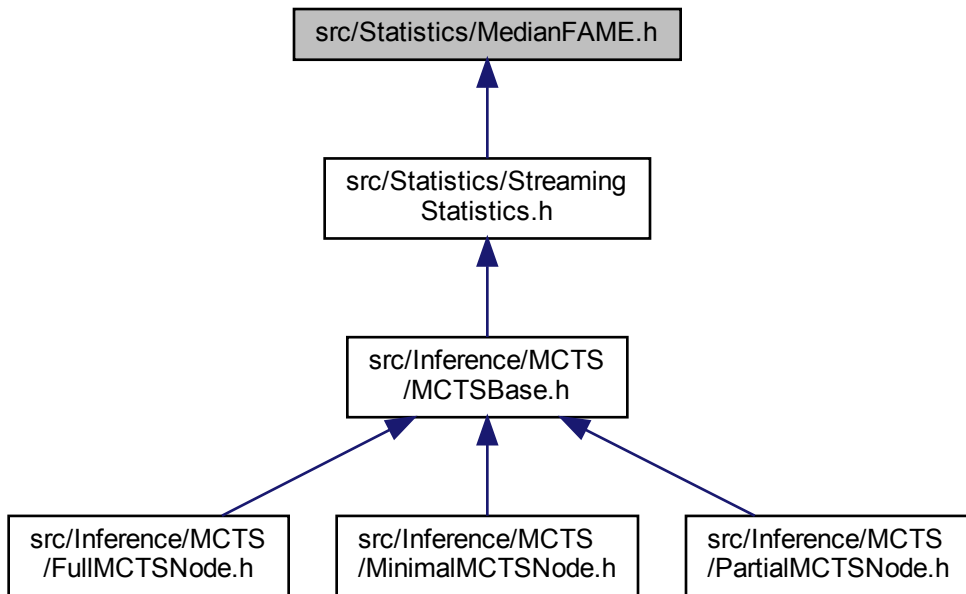 src/Statistics/MedianFAME.h
src/Statistics/Streaming
Statistics.h
src/Inference/MCTS
/MCTSBase.h
src/Inference/MCTS
/FullMCTSNode.h
src/Inference/MCTS
/MinimalMCTSNode.h
src/Inference/MCTS
/PartialMCTSNode.h